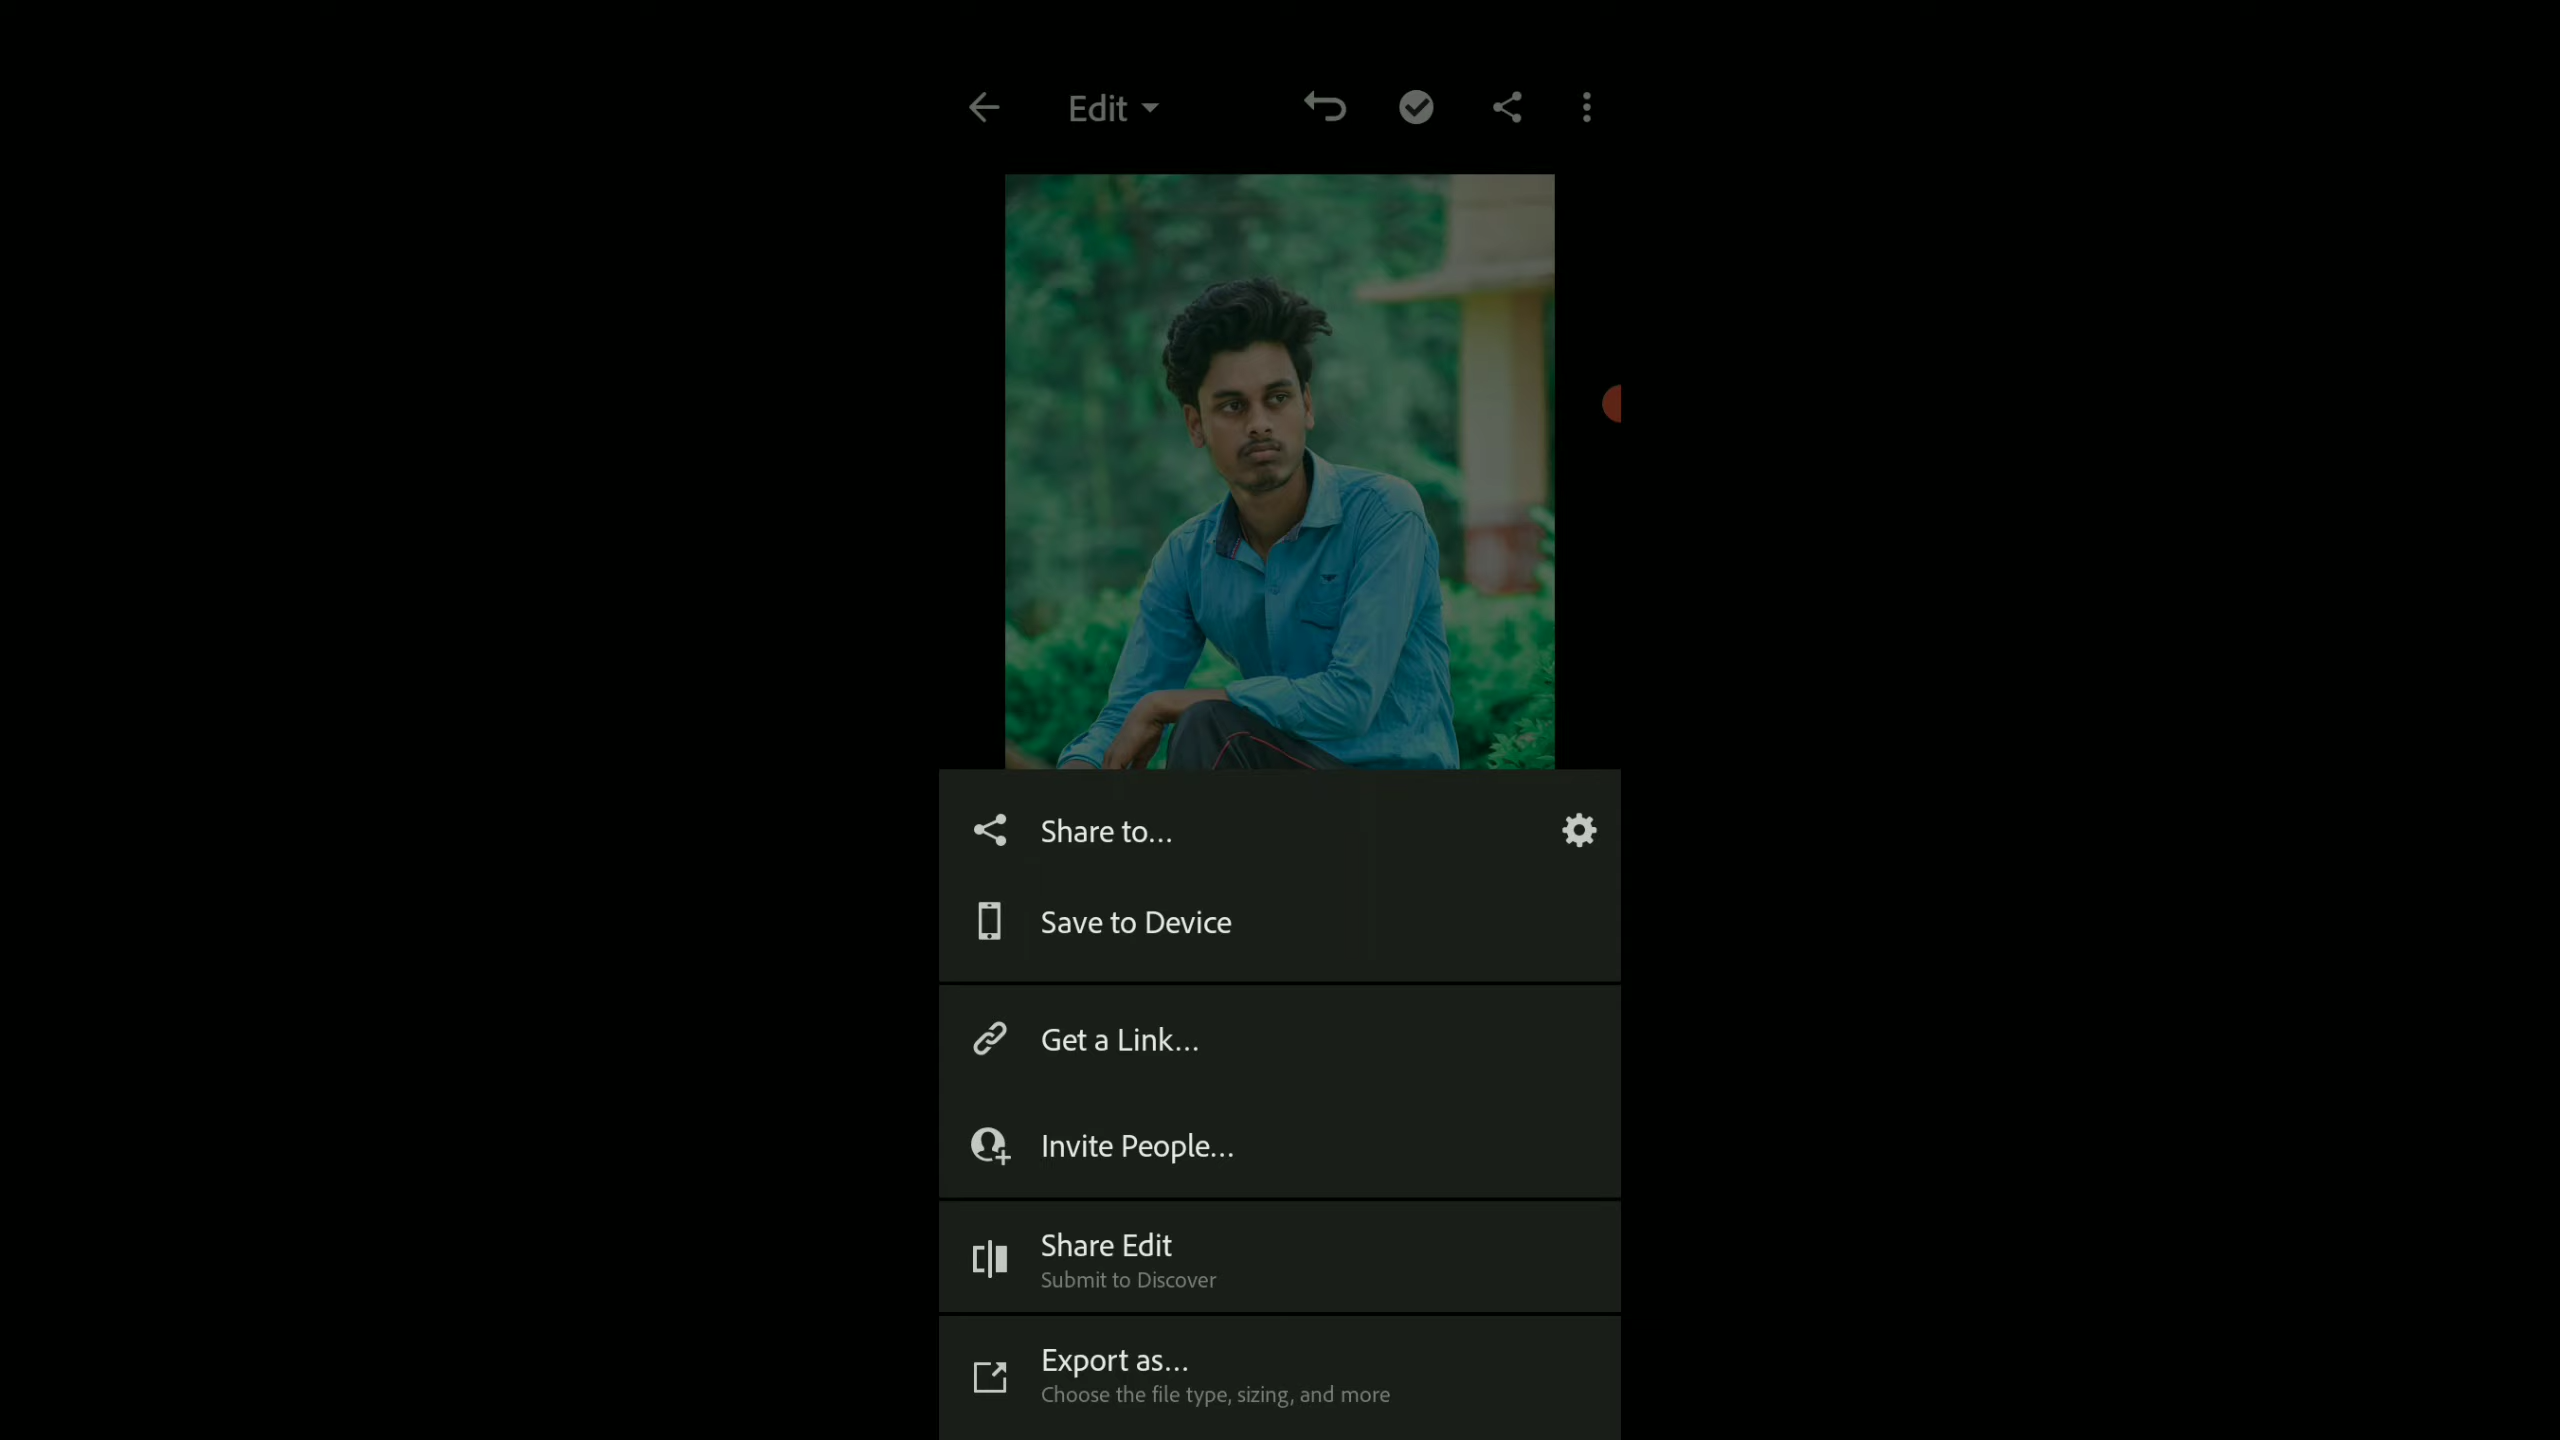 Edit
Share to...
Save to Device
Get a Link...
Invite People...
Share Edit
Submit to Discover
Export as...
Choose the file type, sizing, and more